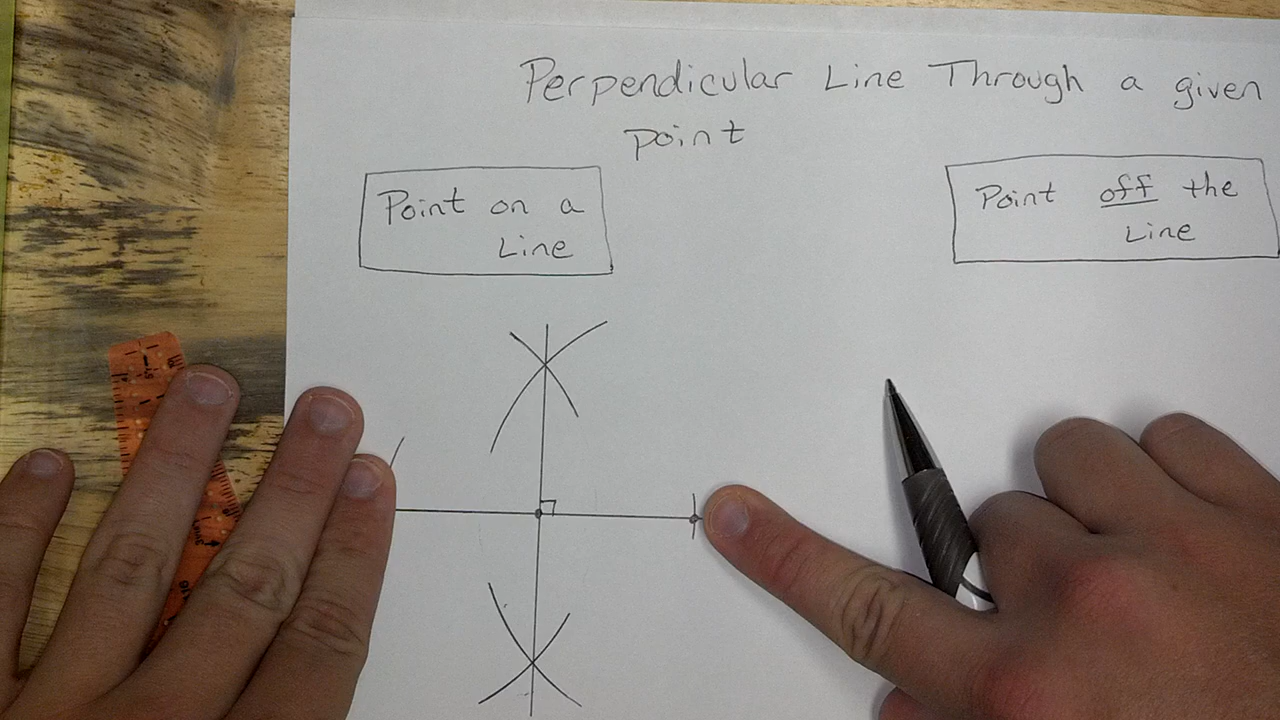 Perpendicular Line Through a given
point
Point on a
Line
Point off the
Line